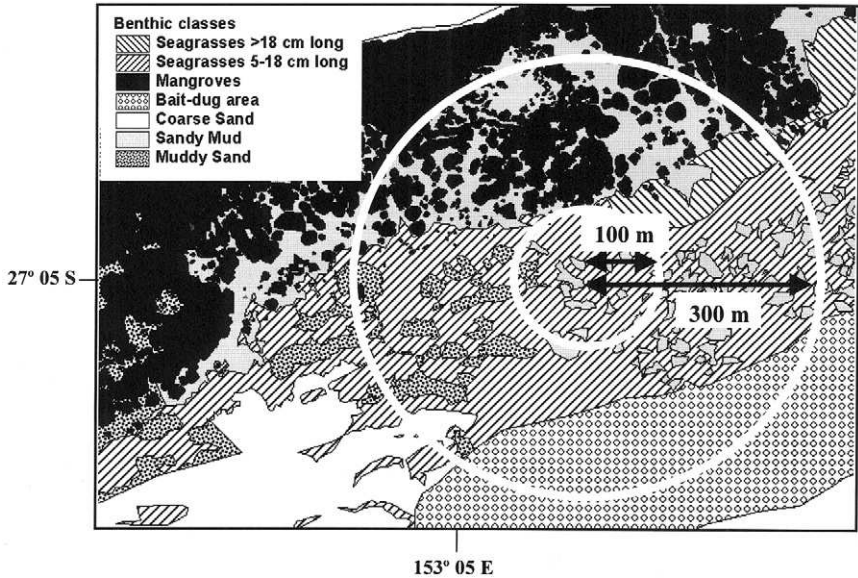 Benthic classes
Seagrasses >18 cm long
Seagrasses 5-18 cm long
Mangroves
Bait-dug area
Coarse Sand
Sandy Mud
Muddy Sand
100 m
27º 05 S
300 m
153º 05 E